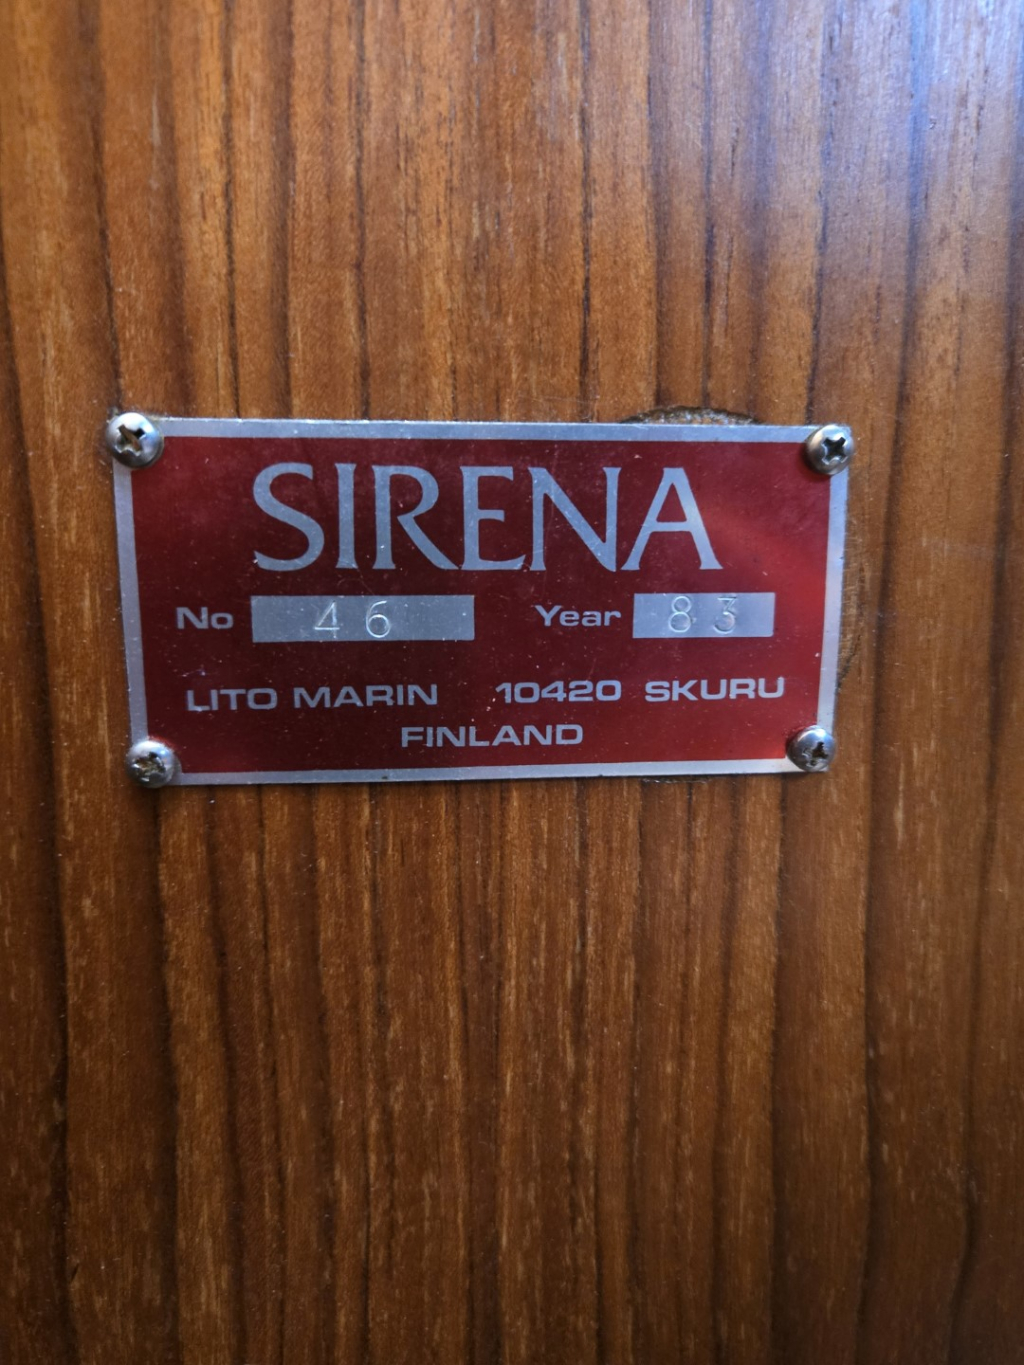 SIRENA
No 46 Year 83
LITO MARIN 10420 SKURU
FINLAND